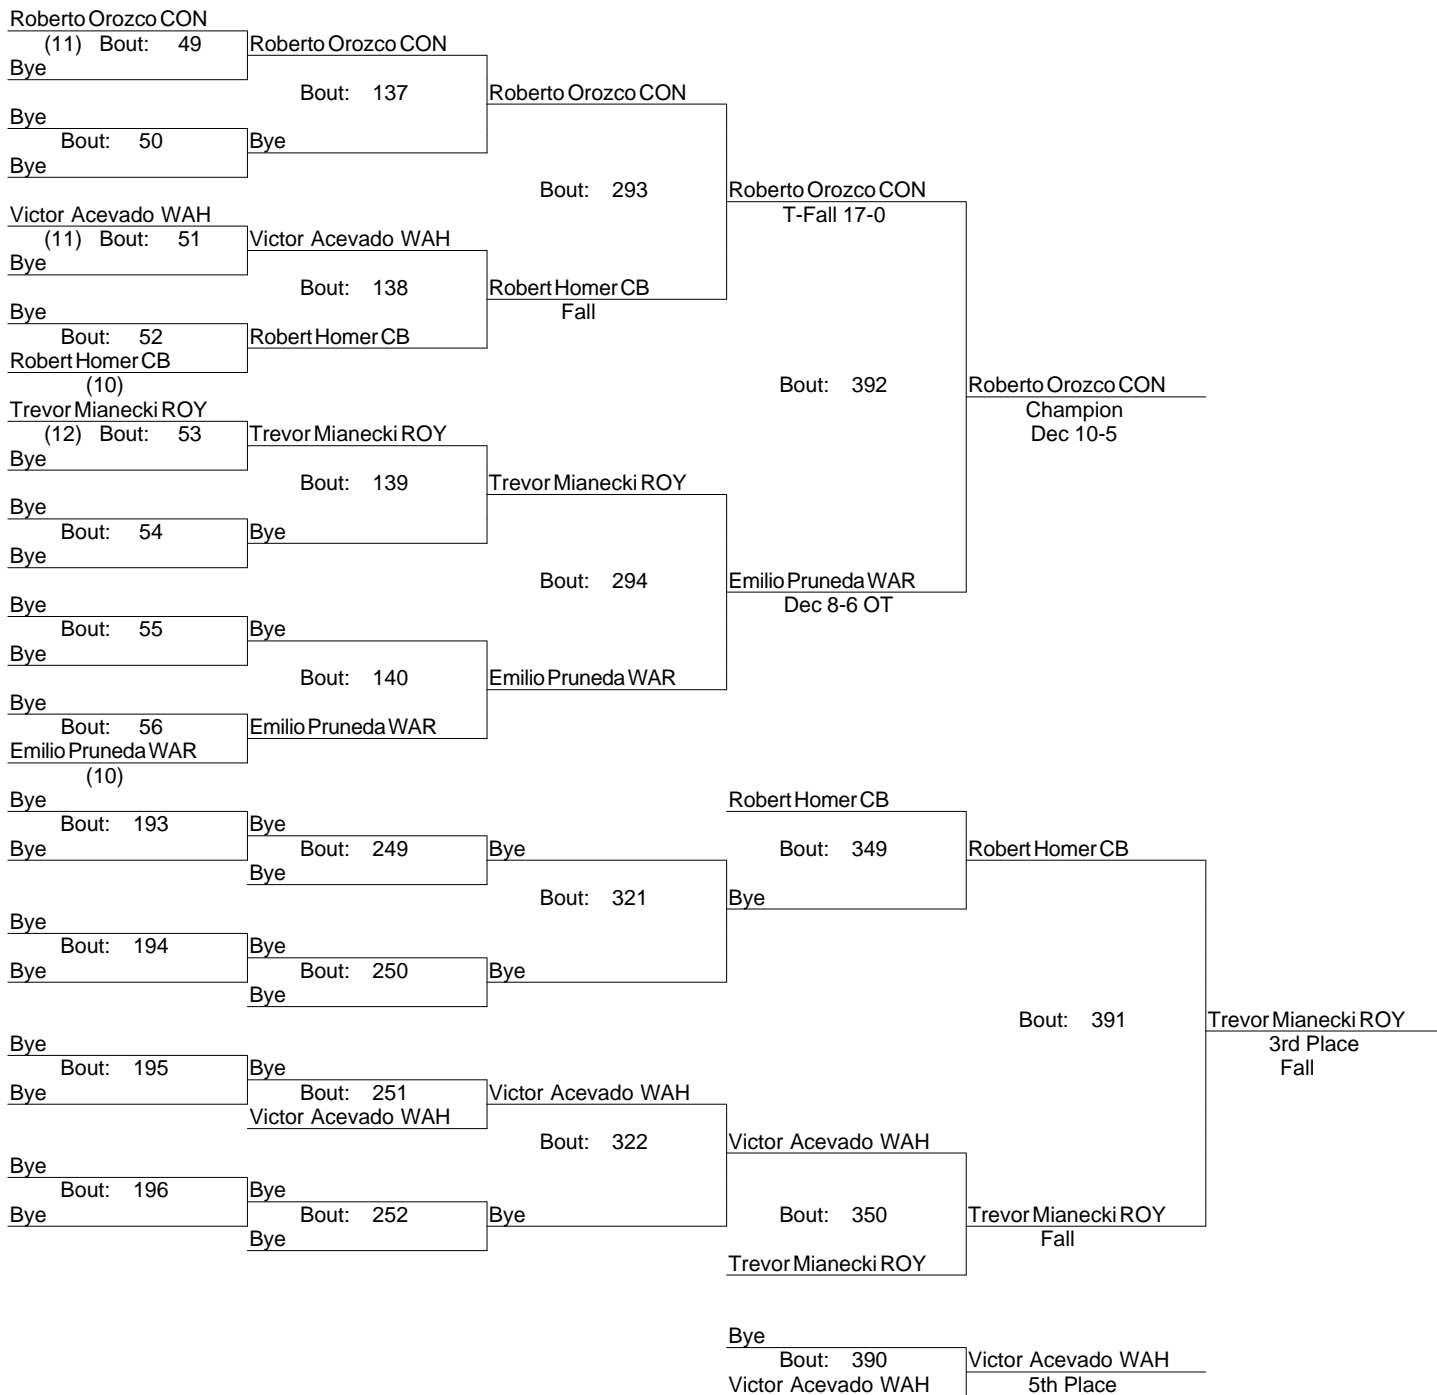 Roberto Orozco CON
(11) Bout: 49 Roberto Orozco CON
Bye
Bout: 137 Roberto Orozco CON
Bye
Bout: 50 Bye
Bye
Bout: 293 Roberto Orozco CON
T-Fall 17-0
Victor Acevado WAH
(11) Bout: 51 Victor Acevado WAH
Bye
Bout: 138 Robert Homer CB
Fall
Bye
Bout: 52 Robert Homer CB
Robert Homer CB
(10)
Bout: 392 Roberto Orozco CON
Champion
Dec 10-5
Trevor Mianecki ROY
(12) Bout: 53 Trevor Mianecki ROY
Bye
Bout: 139 Trevor Mianecki ROY
Bye
Bout: 54 Bye
Bye
Bout: 294 Emilio Pruneda WAR
Dec 8-6 OT
Bye
Bout: 55 Bye
Bye
Bout: 140 Emilio Pruneda WAR
Bye
Bout: 56 Emilio Pruneda WAR
Emilio Pruneda WAR
(10)
Bye
Robert Homer CB
Bout: 193 Bye
Bye
Bout: 249 Bye
Bout: 349 Robert Homer CB
Bye
Bout: 321 Bye
Bye
Bout: 194 Bye
Bye
Bout: 250 Bye
Bye
Bout: 391 Trevor Mianecki ROY
3rd Place
Fall
Bye
Bout: 195 Bye
Bye
Bout: 251 Victor Acevado WAH
Victor Acevado WAH
Bout: 322 Victor Acevado WAH
Bye
Bout: 196 Bye
Bye
Bout: 252 Bye
Bye
Bout: 350 Trevor Mianecki ROY
Fall
Trevor Mianecki ROY
Bye
Bout: 390 Victor Acevado WAH
Victor Acevado WAH 5th Place